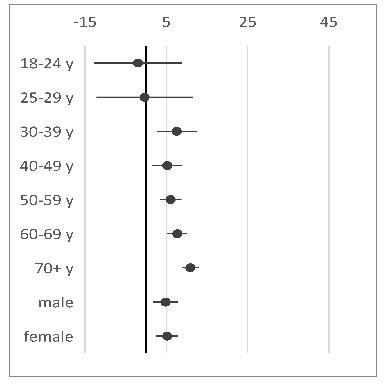 -15 5 25 45
18-24 y
25-29 y
30-39 y
40-49 y
50-59 y
60-69 y
70+ y
male
female